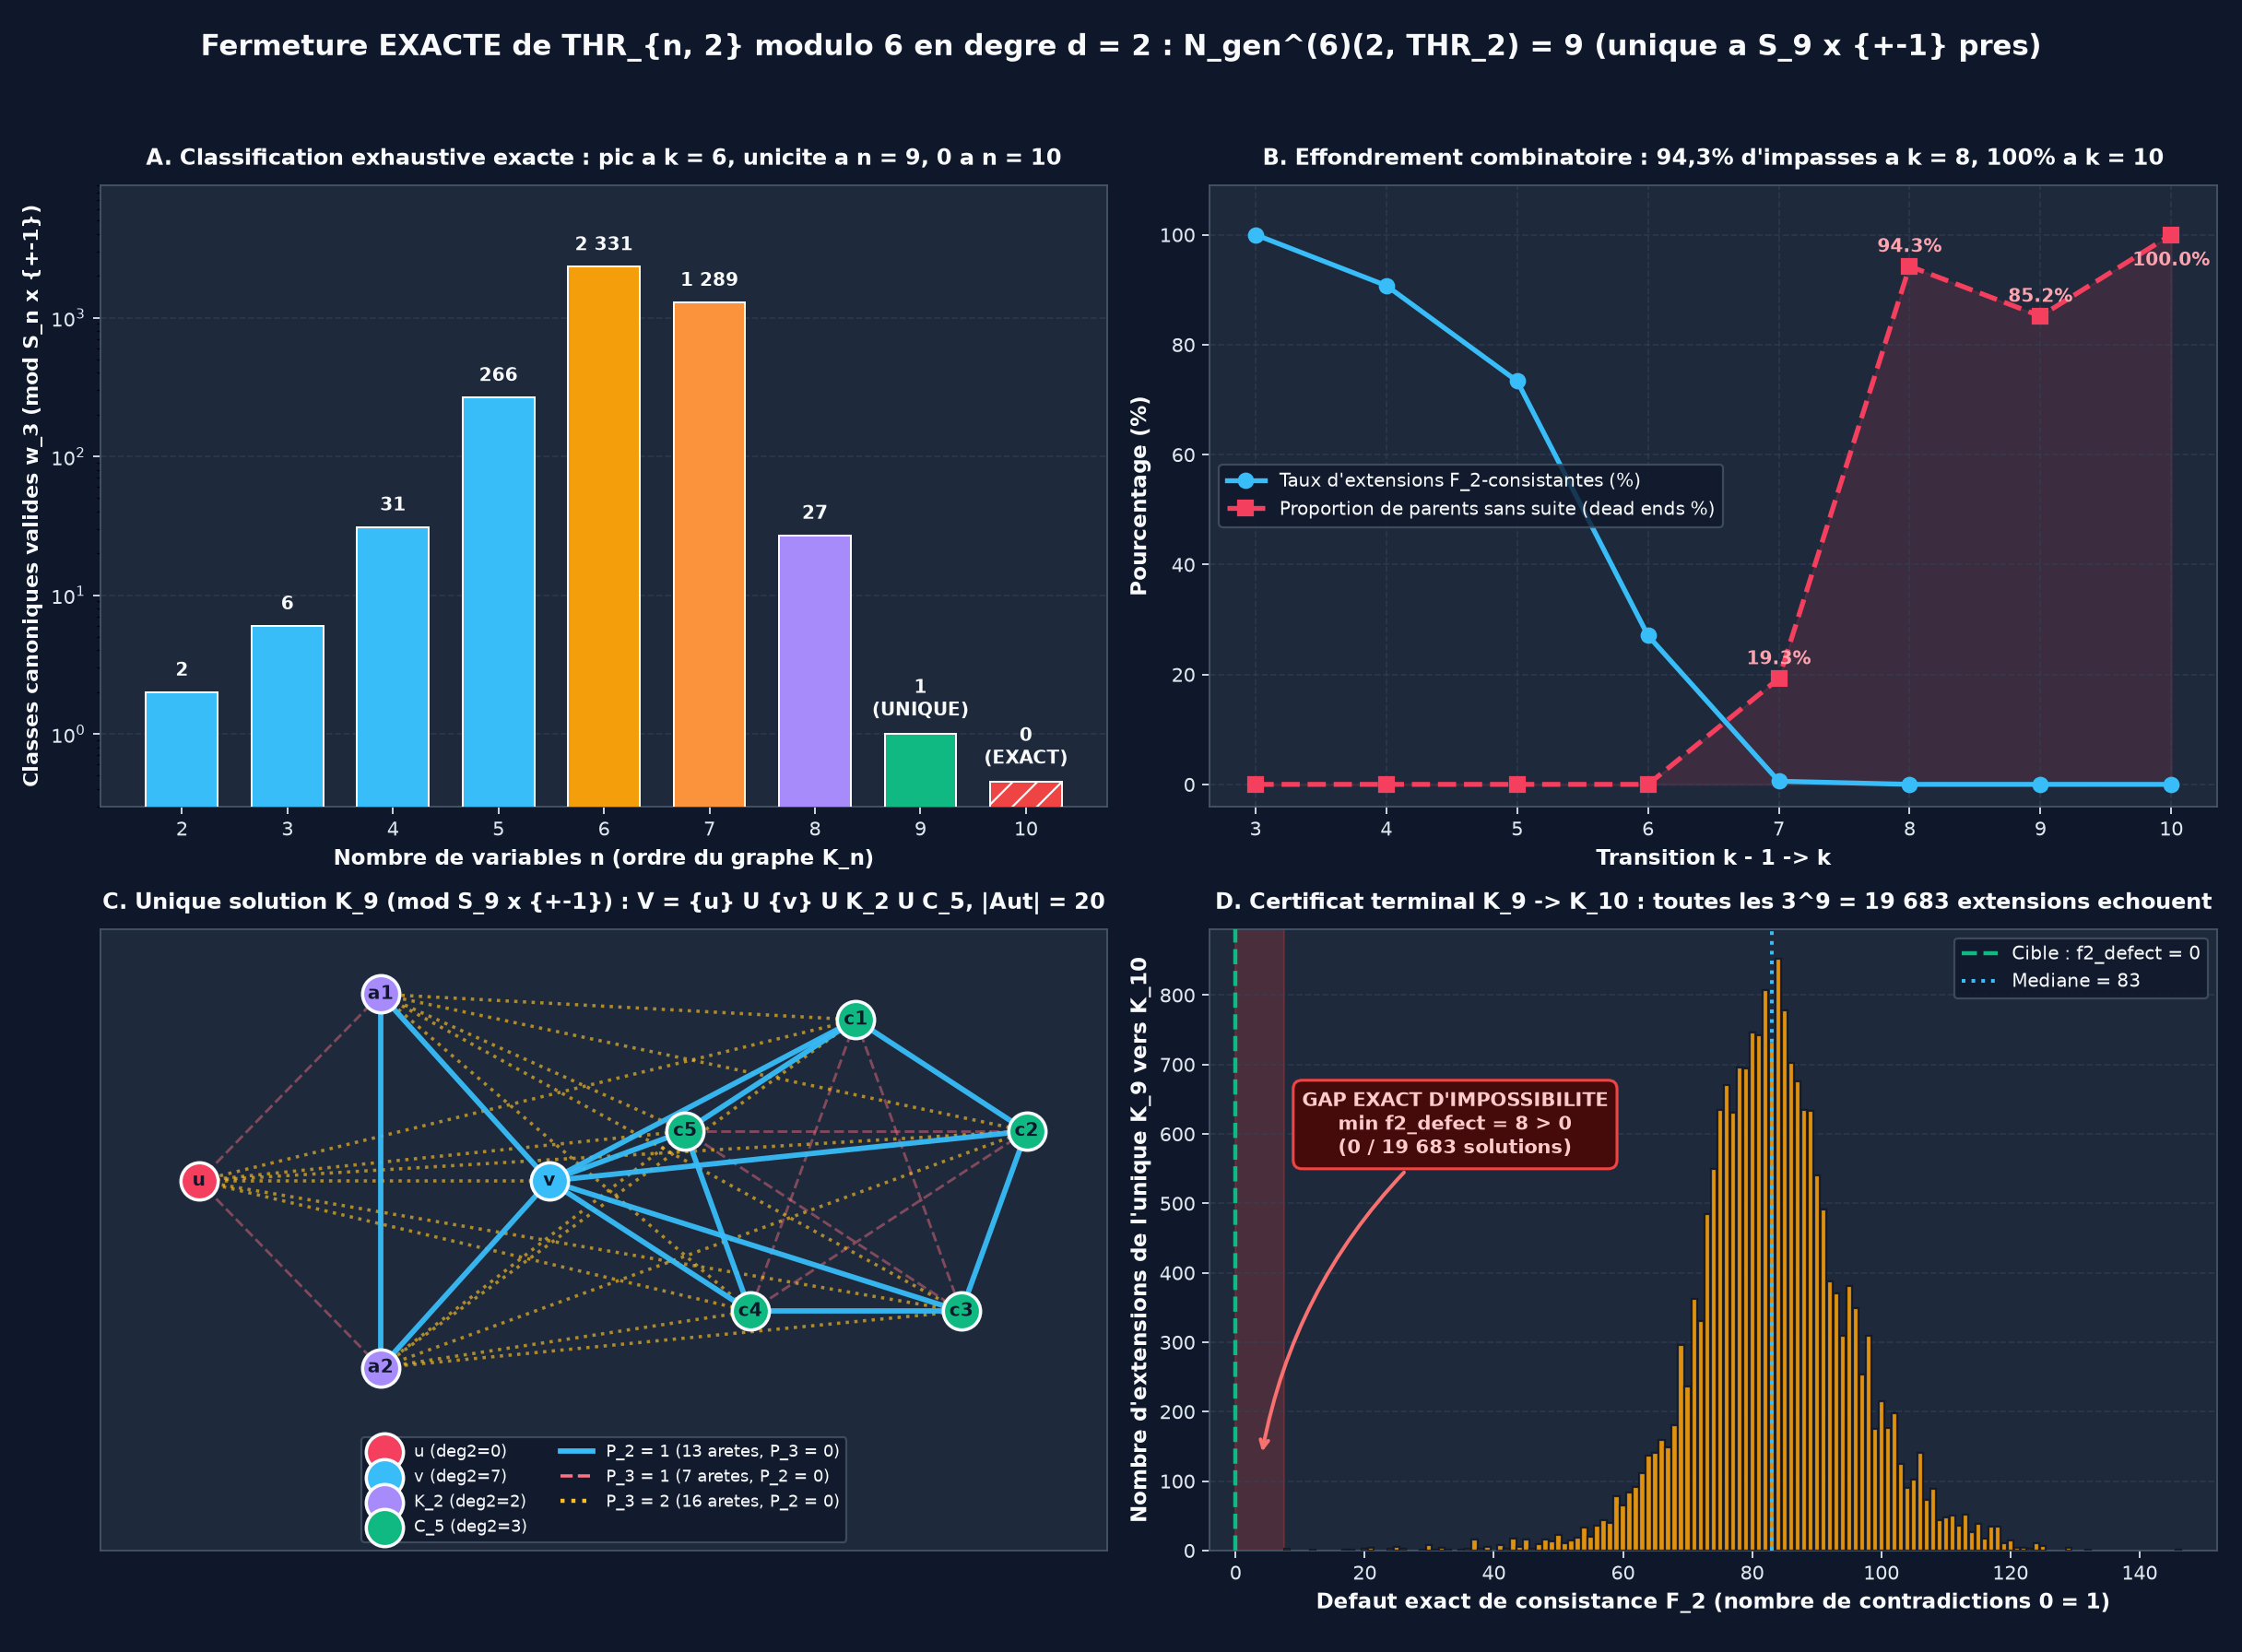 Fermeture EXACTE de THR_{n, 2} modulo 6 en degre d = 2 : N_gen^(6)(2, THR_2) = 9 (unique a S_9 x {+-1} pres)
A. Classification exhaustive exacte : pic a k = 6, unicite a n = 9, 0 a n = 10
Classes canoniques valides w_3 (mod S_n x {+-1})
10^3
10^2
10^1
10^0
2
6
31
266
2 331
1 289
27
1
(UNIQUE)
0
(EXACT)
2 3 4 5 6 7 8 9 10
Nombre de variables n (ordre du graphe K_n)
B. Effondrement combinatoire : 94,3% d'impasses a k = 8, 100% a k = 10
Pourcentage (%)
100
80
60
40
20
0
94.3%
85.2%
100.0%
19.3%
Taux d'extensions F_2-consistantes (%)
Proportion de parents sans suite (dead ends %)
3 4 5 6 7 8 9 10
Transition k - 1 -> k
C. Unique solution K_9 (mod S_9 x {+-1}) : V = {u} U {v} U K_2 U C_5, |Aut| = 20
a1
c1
c5
c2
u
v
c4
c3
a2
u (deg2=0)
v (deg2=7)
K_2 (deg2=2)
C_5 (deg2=3)
P_2 = 1 (13 aretes, P_3 = 0)
P_3 = 1 (7 aretes, P_2 = 0)
P_3 = 2 (16 aretes, P_2 = 0)
D. Certificat terminal K_9 -> K_10 : toutes les 3^9 = 19 683 extensions echouent
Nombre d'extensions de l'unique K_9 vers K_10
800
700
600
500
400
300
200
100
0
Cible : f2_defect = 0
Mediane = 83
GAP EXACT D'IMPOSSIBILITE
min f2_defect = 8 > 0
(0 / 19 683 solutions)
0 20 40 60 80 100 120 140
Defaut exact de consistance F_2 (nombre de contradictions 0 = 1)